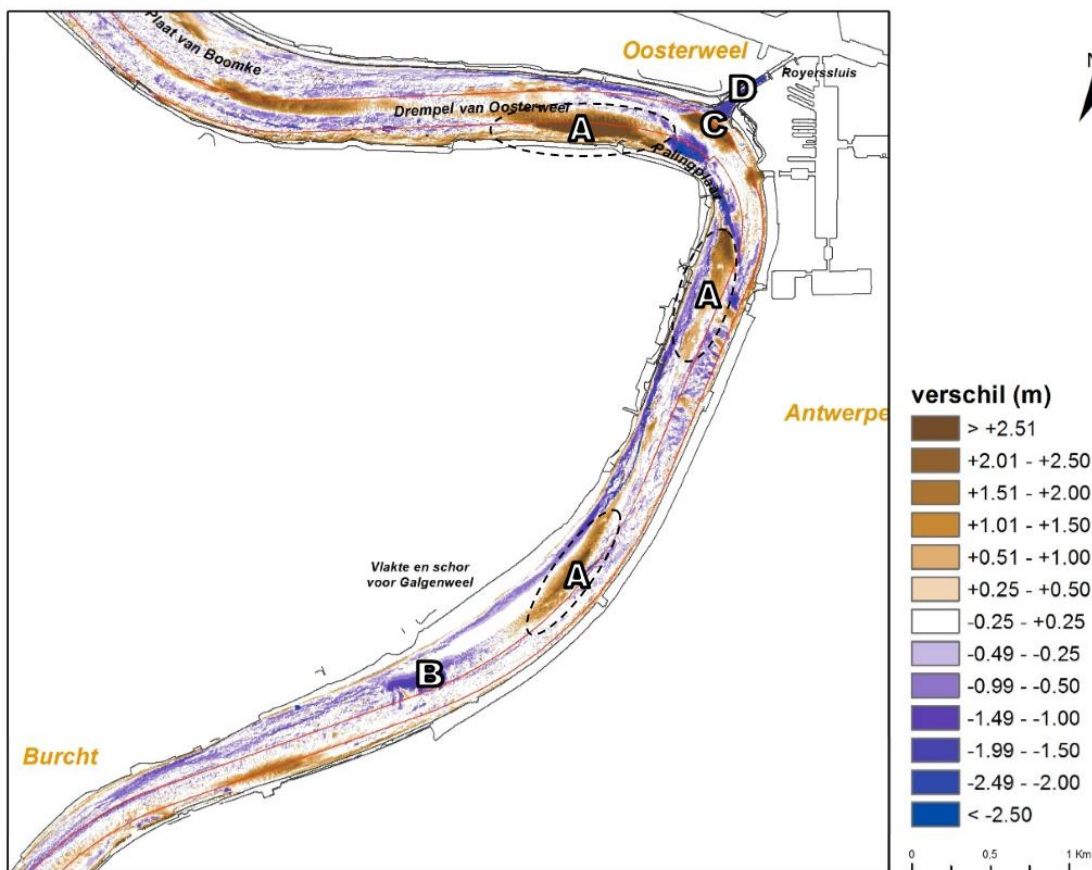 Plaat van Boomke
Oosterweel
Royerssluis
D
Drempel van Oosterweel
C
A
Palingplaat
A
Antwerpe
Vlakte en schor
voor Galgenweel
A
B
Burcht
N
verschil (m)
> +2.51
+2.01 - +2.50
+1.51 - +2.00
+1.01 - +1.50
+0.51 - +1.00
+0.25 - +0.50
-0.25 - +0.25
-0.49 - -0.25
-0.99 - -0.50
-1.49 - -1.00
-1.99 - -1.50
-2.49 - -2.00
< -2.50
0 0.5 1 Km